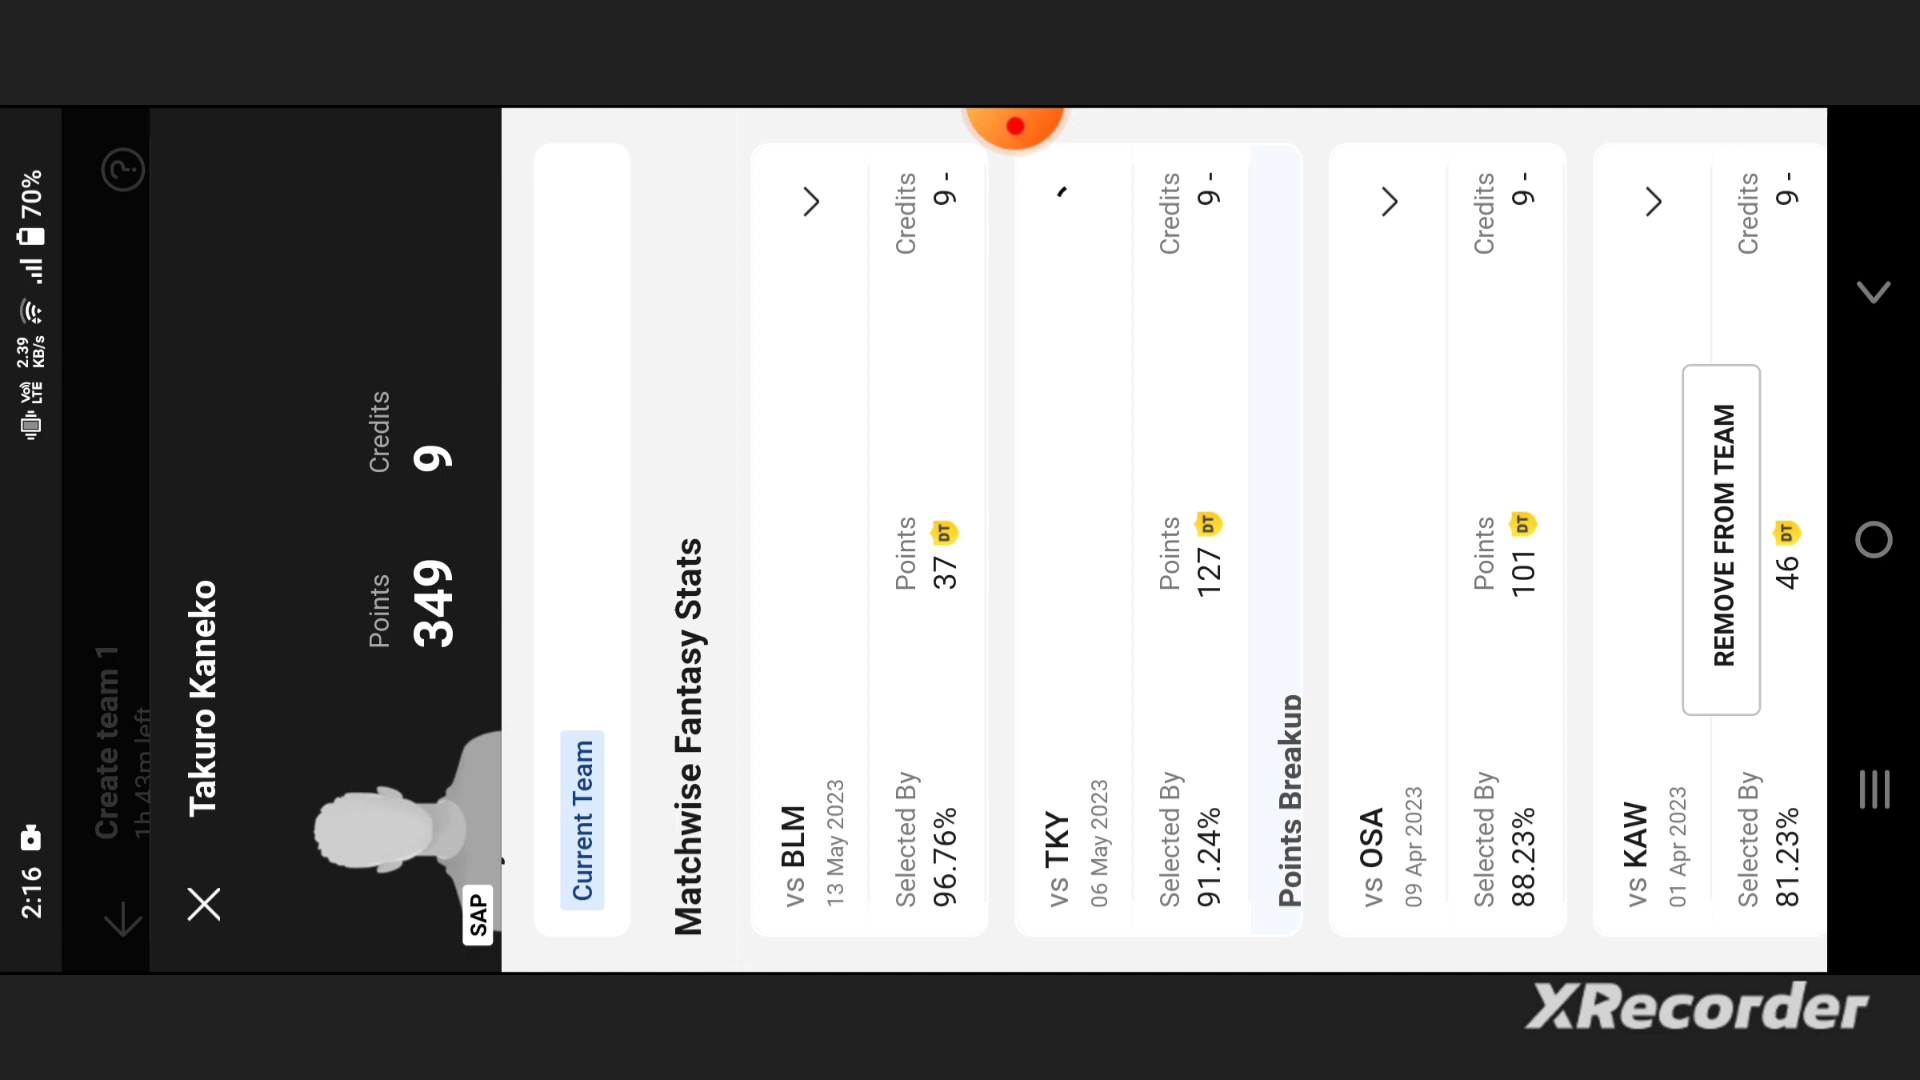 2:16
2.39 KB/s
Vo)) LTE
70%
Create team 1
1h 43m left
Takuro Kaneko
Points
Credits
349
9
SAP
Current Team
Matchwise Fantasy Stats
vs BLM
13 May 2023
Selected By
Points
Credits
96.76%
37 DT
9 -
vs TKY
06 May 2023
Selected By
Points
Credits
91.24%
127 DT
9 -
Points Breakup
vs OSA
09 Apr 2023
Selected By
Points
Credits
88.23%
101 DT
9 -
vs KAW
01 Apr 2023
REMOVE FROM TEAM
Selected By
Credits
81.23%
46 DT
9 -
XRecorder